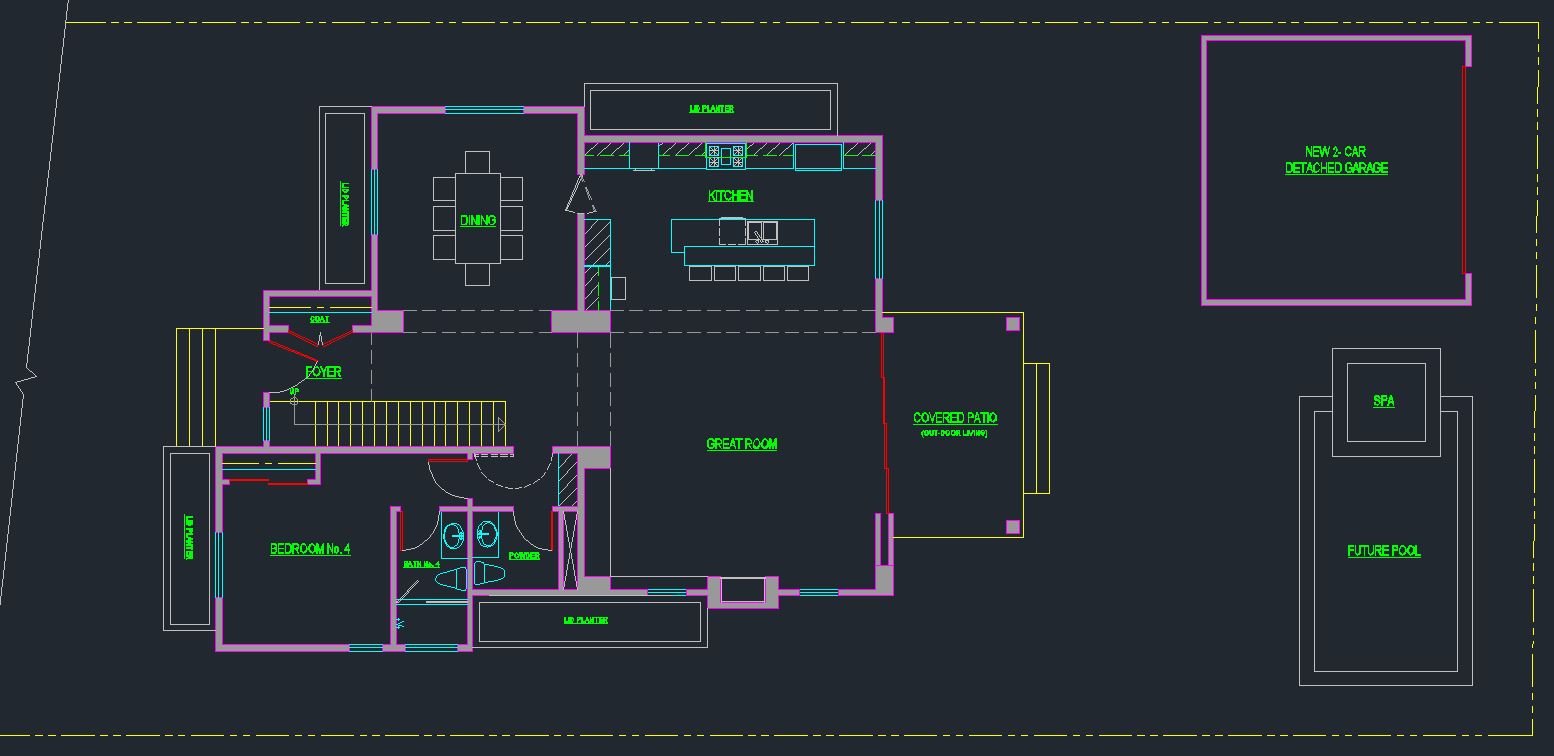 LID PLANTER
NEW 2- CAR
DETACHED GARAGE
LID PLANTER
DINING
KITCHEN
COAT
FOYER
UP
COVERED PATIO
(OUT-DOOR LIVING)
GREAT ROOM
SPA
LID PLANTER
BEDROOM No. 4
BATH No. 4
POWDER
FUTURE POOL
LID PLANTER